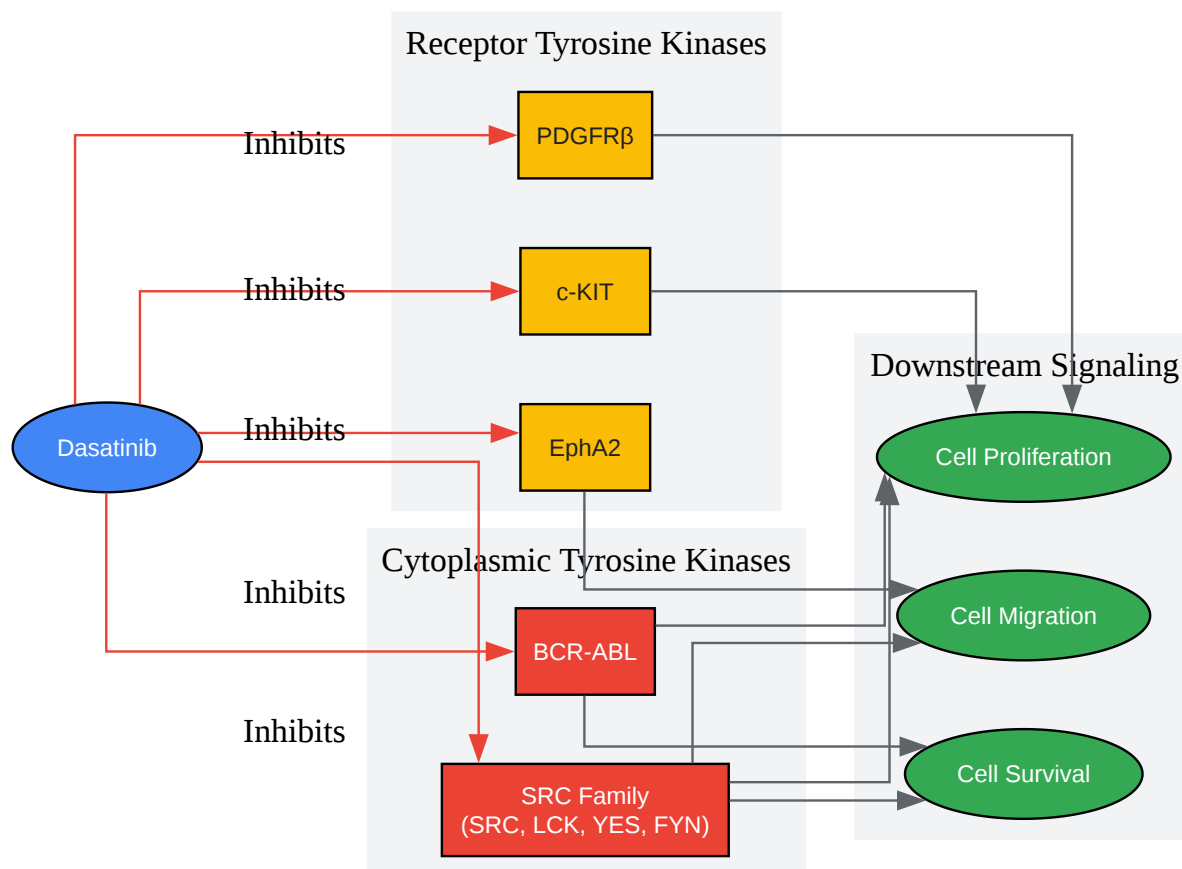 Receptor Tyrosine Kinases
PDGFRβ
Inhibits
c-KIT
Inhibits
Downstream Signaling
Inhibits
Dasatinib
EphA2
Cell Proliferation
Cytoplasmic Tyrosine Kinases
Inhibits
BCR-ABL
Cell Migration
Inhibits
SRC Family
(SRC, LCK, YES, FYN)
Cell Survival